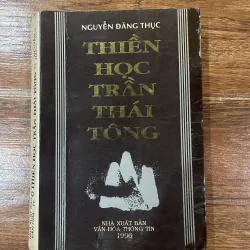 NGUYỄN ĐĂNG THỤC
THIỀN
HỌC
TRẦN
THÁI
TÔNG
NHÀ XUẤT BẢN
VĂN HÓA THÔNG TIN
1996